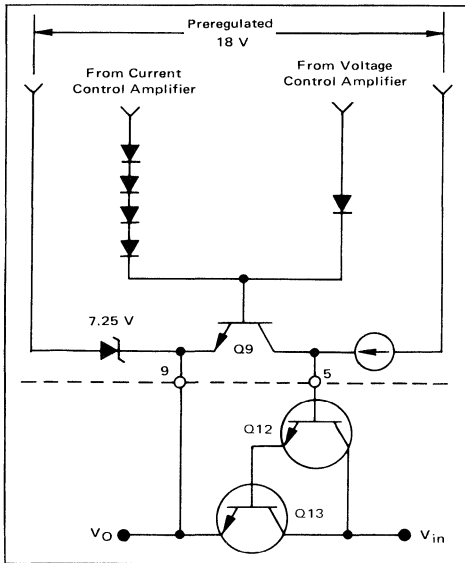 Preregulated
18 V
From Current
Control Amplifier
From Voltage
Control Amplifier
7.25 V
Q9
9
5
Q12
Q13
VO
Vin